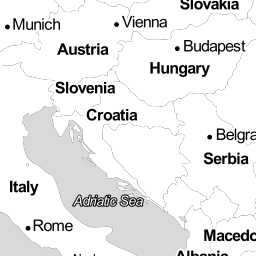 Slovakia
Munich
Vienna
Austria
Budapest
Hungary
Slovenia
Croatia
Belgra
Serbia
Italy
Adriatic Sea
Rome
Macedo
Albania